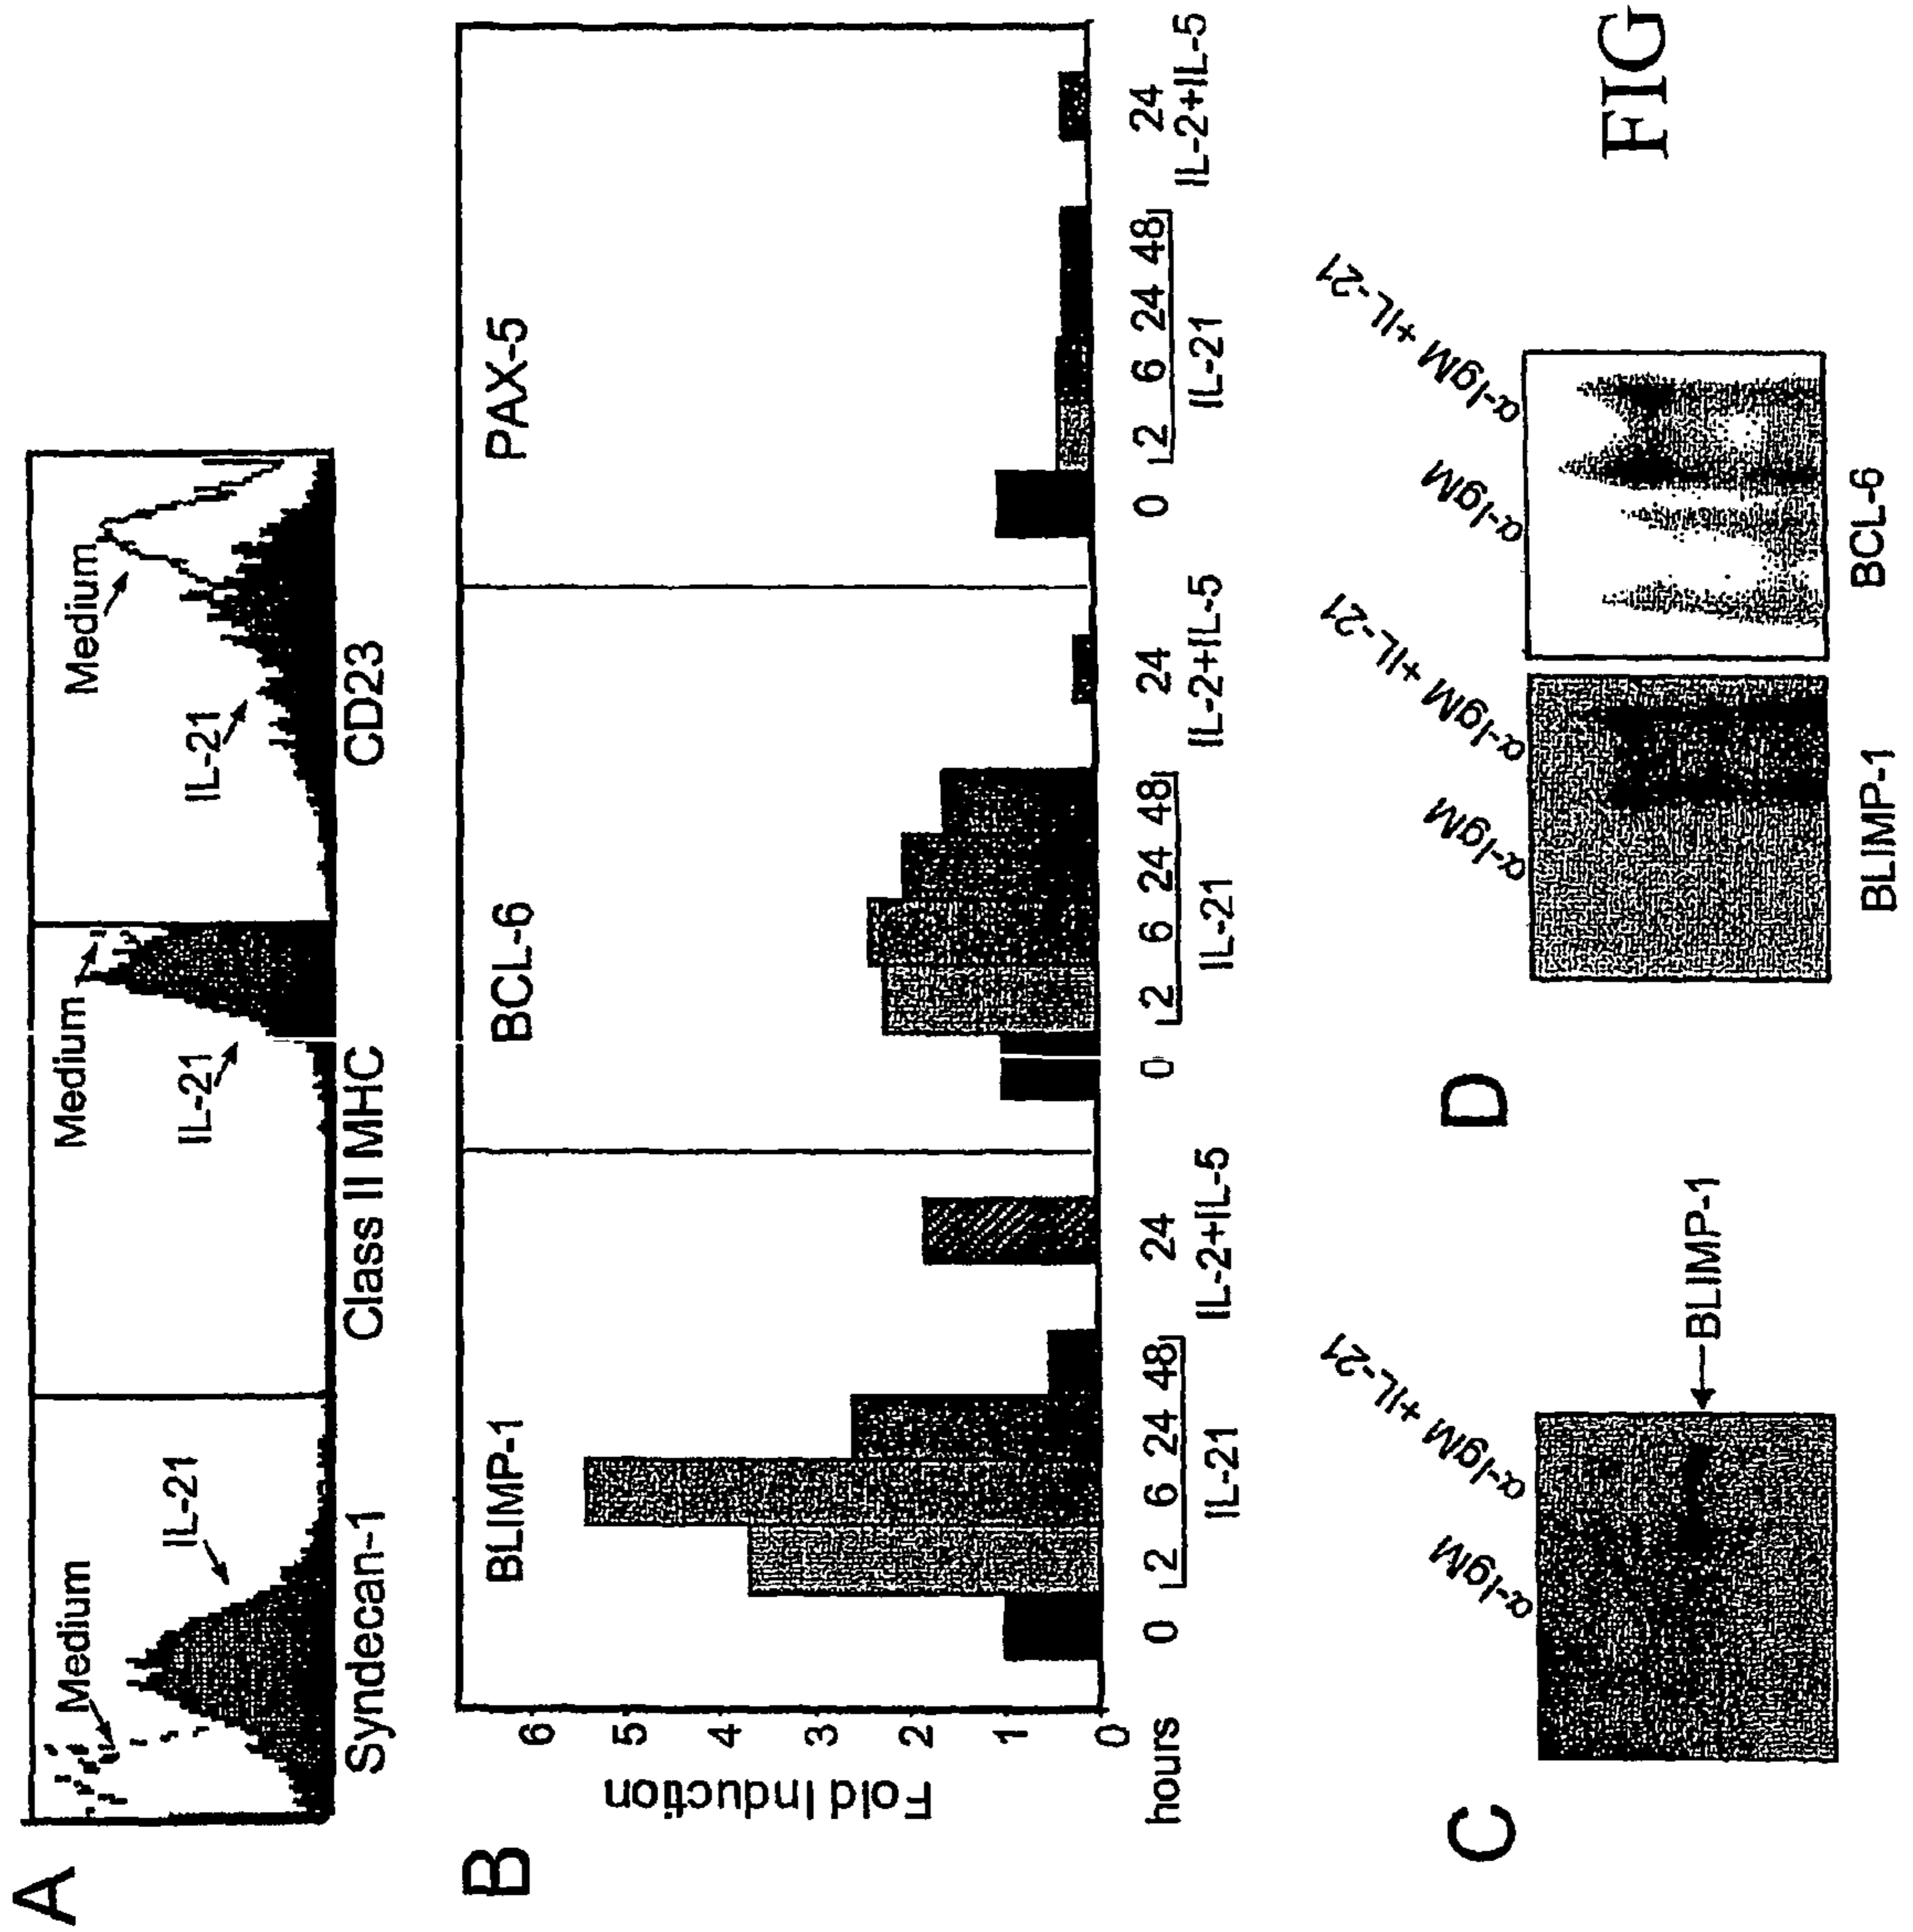 A
Medium
IL-21
Medium
IL-21
Medium
IL-21
Syndecan-1
Class II MHC
CD23
B
BLIMP-1
BCL-6
PAX-5
Fold Induction
6
5
4
3
2
1
0
hours
0 2 6 24 48 24
IL-21 IL-2+IL-5
0 2 6 24 48 24
IL-21 IL-2+IL-5
0 2 6 24 48 24
IL-21 IL-2+IL-5
C
α-IgM
α-IgM +IL-21
BLIMP-1
D
α-IgM
α-IgM +IL-21
α-IgM
α-IgM +IL-21
BLIMP-1
BCL-6
FIG